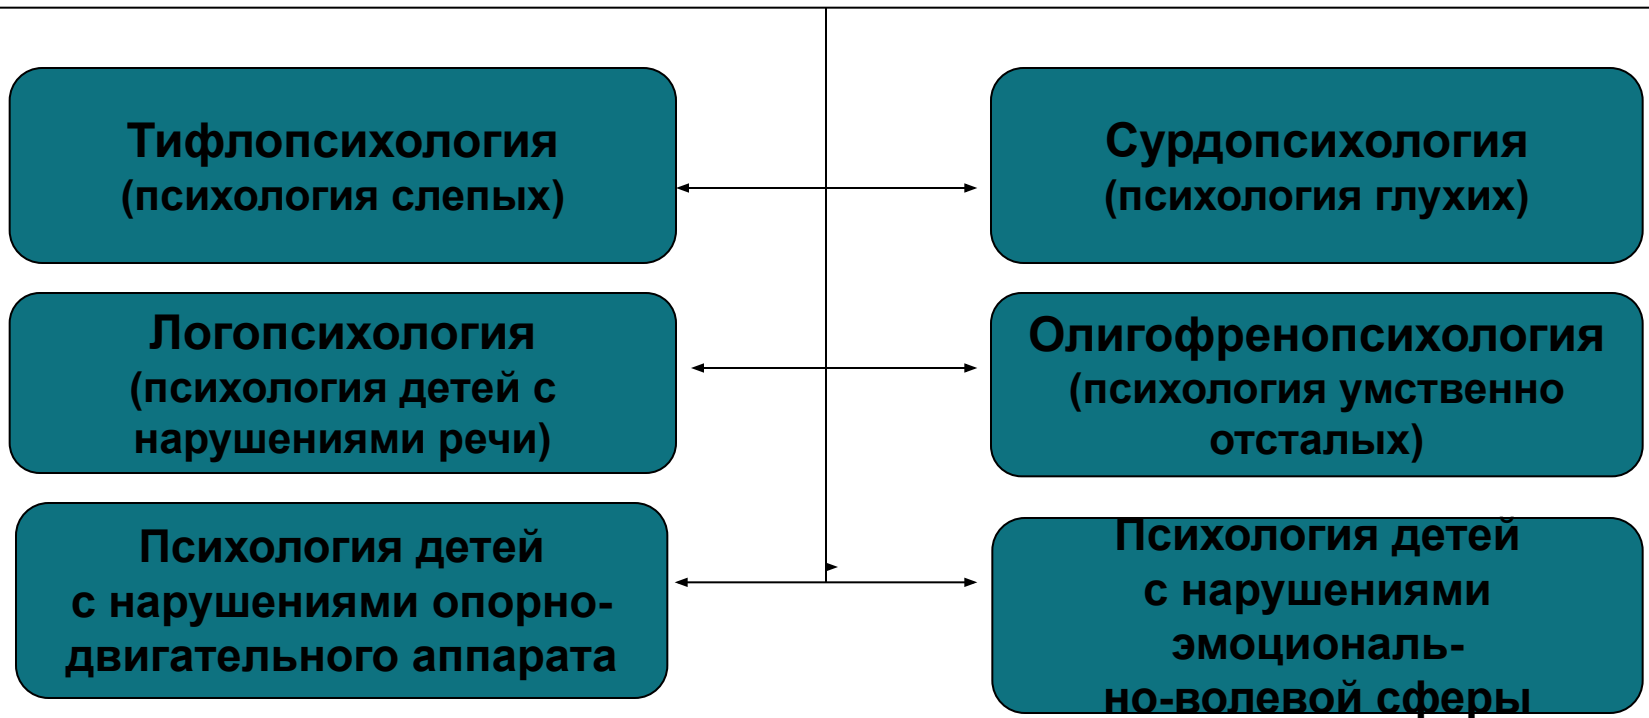 Тифлопсихология
(психология слепых)
Сурдопсихология
(психология глухих)
Логопсихология
(психология детей с
нарушениями речи)
Олигофренопсихология
(психология умственно
отсталых)
Психология детей
с нарушениями опорно-
двигательного аппарата
Психология детей
с нарушениями
эмоциональ-
но-волевой сферы